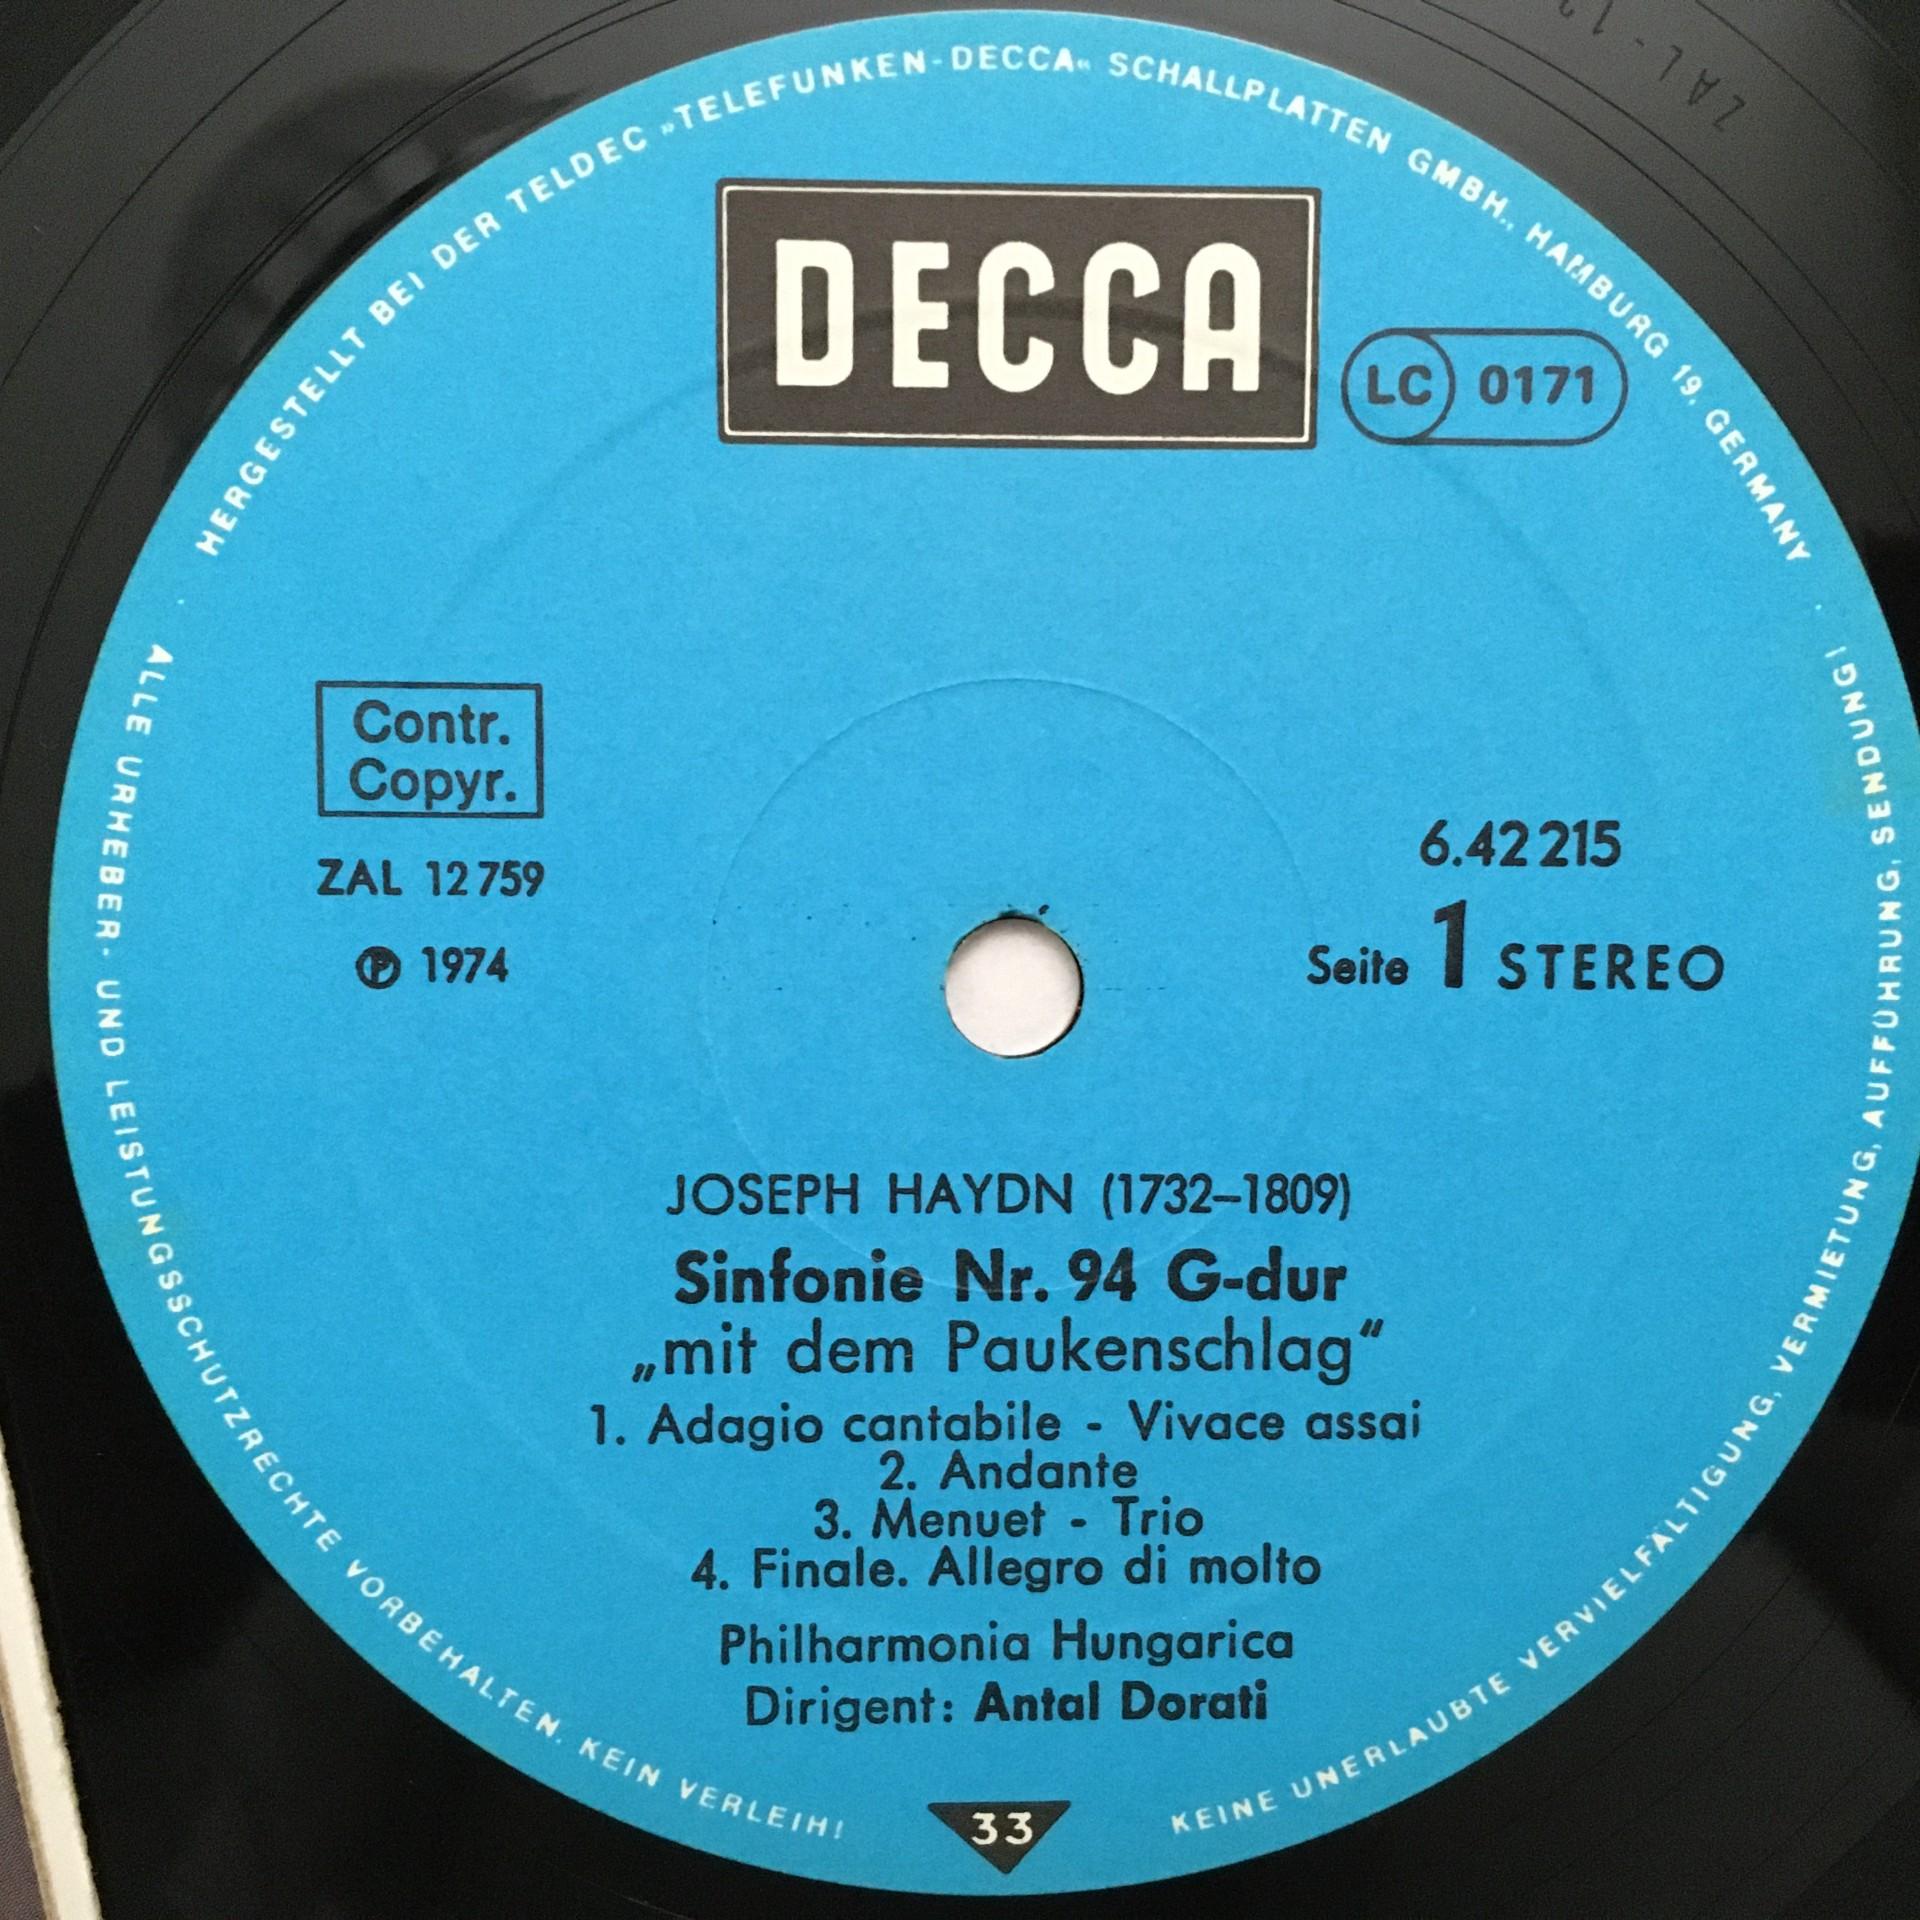 HERGESTELLT BEI DER TELDEC »TELEFUNKEN-DECCA« SCHALLPLATTEN GMBH., HAMBURG 19, GERMANY
DECCA
LC 0171
Contr.
Copyr.
ZAL 12 759
Ⓟ 1974
6.42 215
Seite 1 STEREO
JOSEPH HAYDN (1732–1809)
Sinfonie Nr. 94 G-dur
„mit dem Paukenschlag“
1. Adagio cantabile - Vivace assai
2. Andante
3. Menuet - Trio
4. Finale. Allegro di molto
Philharmonia Hungarica
Dirigent: Antal Dorati
33
ALLE URHEBER- UND LEISTUNGSSCHUTZRECHTE VORBEHALTEN. KEIN VERLEIH!
KEINE UNERLAUBTE VERVIELFÄLTIGUNG, VERMIETUNG, AUFFÜHRUNG, SENDUNG!